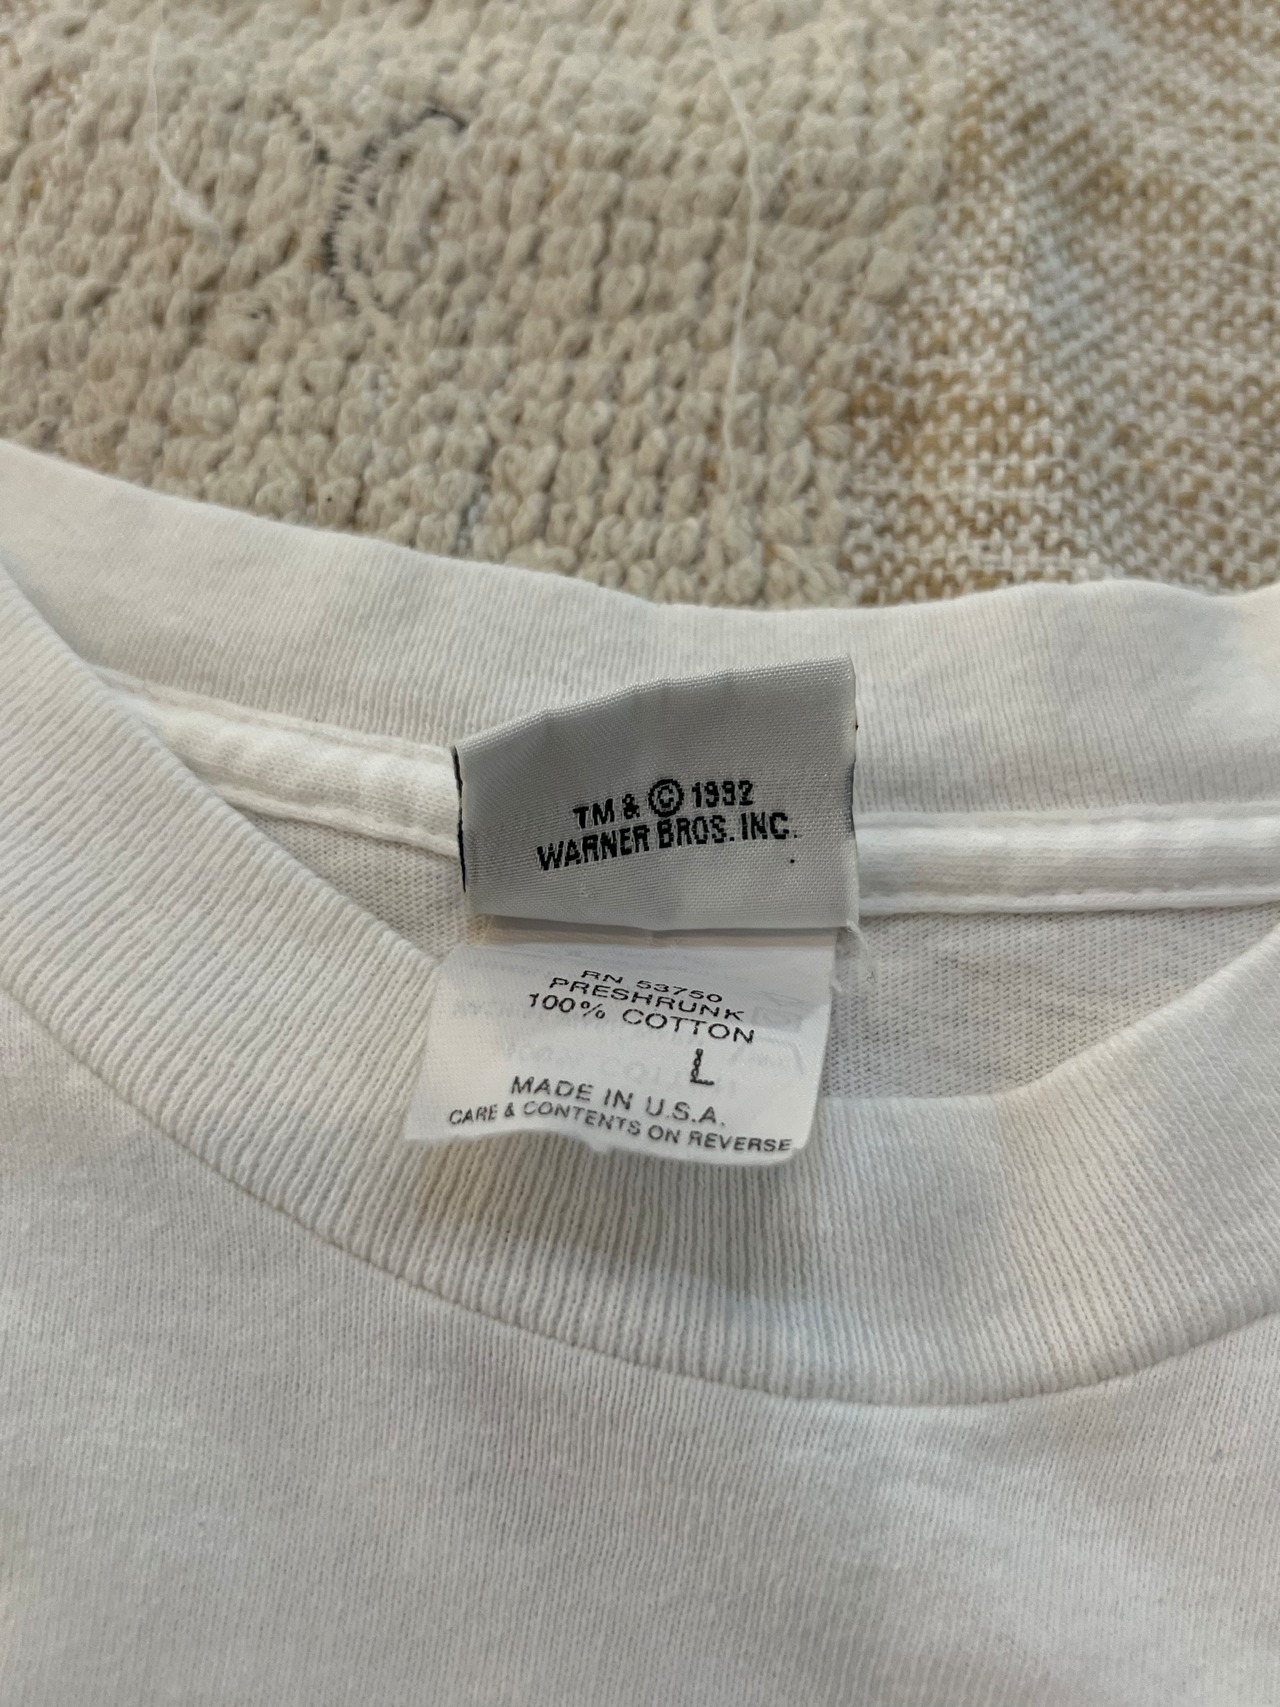 TM & © 1992
WARNER BROS. INC.
RN 53750
PRESHRUNK
100% COTTON
L
MADE IN U.S.A.
CARE & CONTENTS ON REVERSE